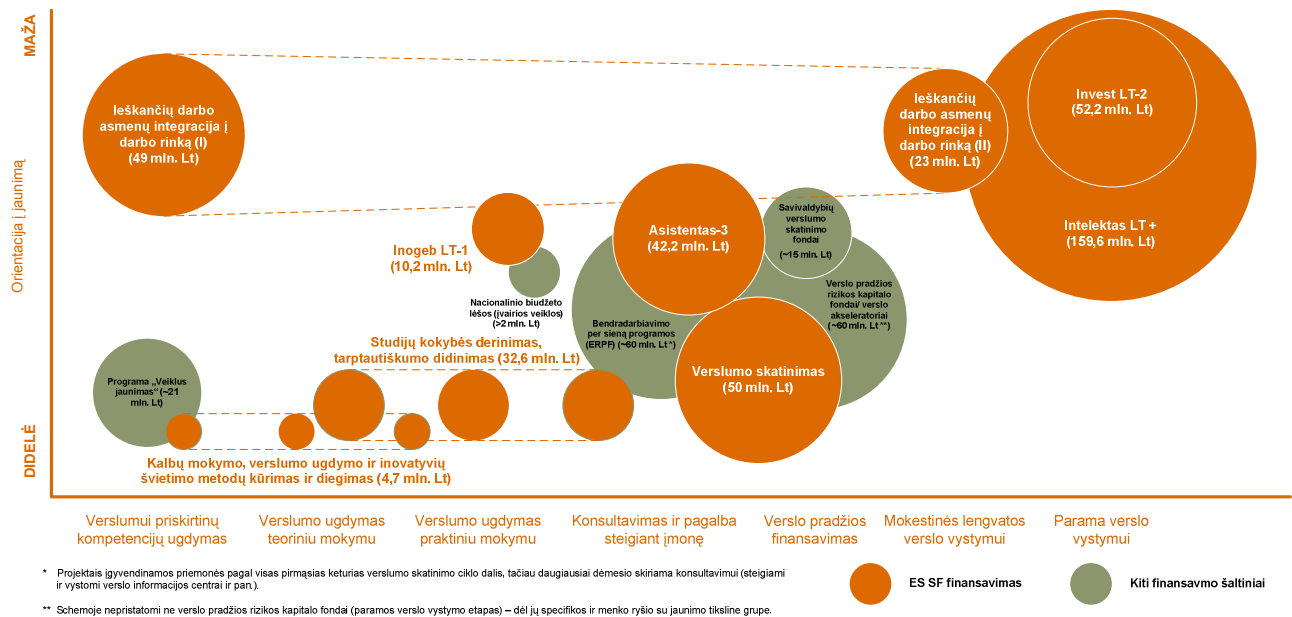 MAŽA
Orientacija į jaunimą
DIDELĖ
Ieškančių darbo
asmenų integracija į
darbo rinką (I)
(49 mln. Lt)
Ieškančių
darbo asmenų
integracija į
darbo rinką (II)
(23 mln. Lt)
Invest LT-2
(52,2 mln. Lt)
Intelektas LT +
(159,6 mln. Lt)
Inogeb LT-1
(10,2 mln. Lt)
Nacionalinio biudžeto
lėšos (įvairios veiklos)
(>2 mln. Lt)
Asistentas-3
(42,2 mln. Lt)
Savivaldybių
verslumo
skatinimo
fondai
(~15 mln. Lt)
Verslo pradžios
rizikos kapitalo
fondai/ verslo
akseleratoriai
(~60 mln. Lt **)
Bendradarbiavimo
per sieną programos
(ERPF) (~60 mln. Lt *)
Verslumo skatinimas
(50 mln. Lt)
Studijų kokybės derinimas,
tarptautiškumo didinimas (32,6 mln. Lt)
Programa „Veiklus
jaunimas“ (~21
mln. Lt)
Kalbų mokymo, verslumo ugdymo ir inovatyvių
švietimo metodų kūrimas ir diegimas (4,7 mln. Lt)
Verslumui priskirtinų
kompetencijų ugdymas
Verslumo ugdymas
teoriniu mokymu
Verslumo ugdymas
praktiniu mokymu
Konsultavimas ir pagalba
steigiant įmonę
Verslo pradžios
finansavimas
Mokestinės lengvatos
verslo vystymui
Parama verslo
vystymui
* Projektais įgyvendinamos priemonės pagal visas pirmąsias keturias verslumo skatinimo ciklo dalis, tačiau daugiausiai dėmesio skiriama konsultavimui (steigiami
ir vystomi verslo informacijos centrai ir pan.).
** Schemoje nepristatomi ne verslo pradžios rizikos kapitalo fondai (paramos verslo vystymo etapas) – dėl jų specifikos ir menko ryšio su jaunimo tiksline grupe.
ES SF finansavimas
Kiti finansavmo šaltiniai